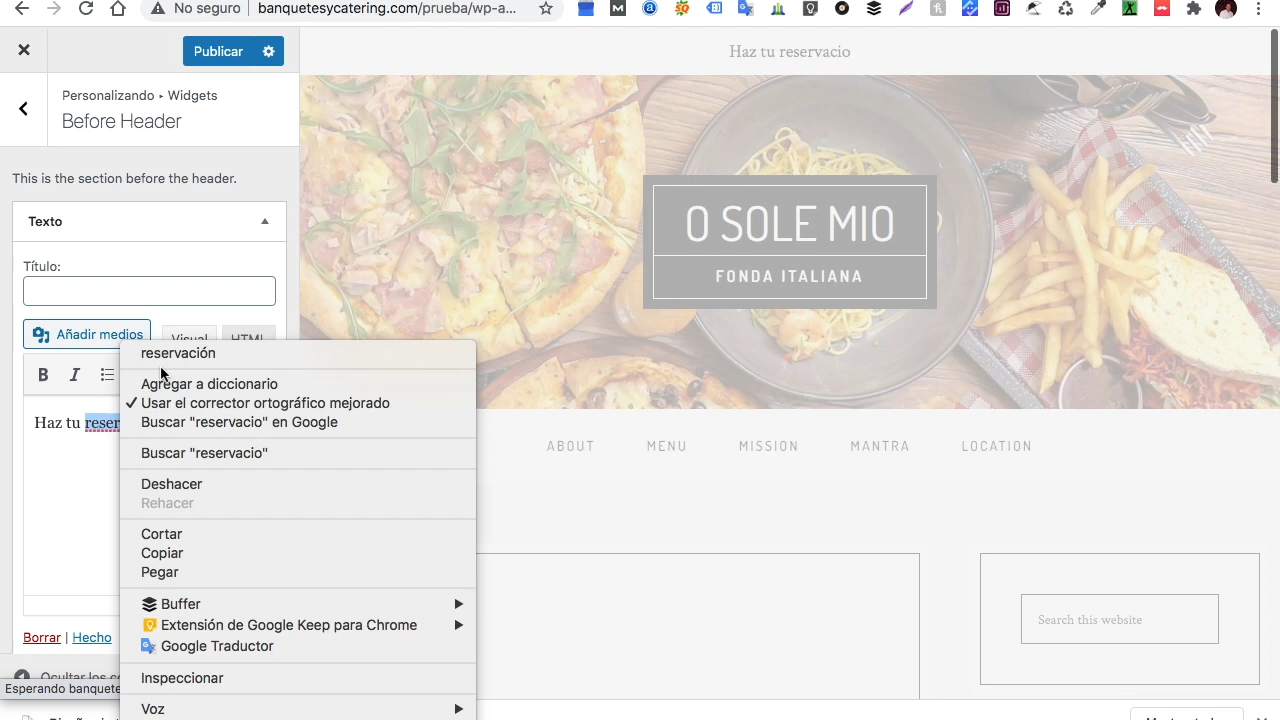 No seguro
banquetesycatering.com/prueba/wp-a...
Publicar
Haz tu reservacio
Personalizando ▸ Widgets
Before Header
This is the section before the header.
Texto
Título:
Añadir medios
Visual
HTML
O SOLE MIO
FONDA ITALIANA
reservación
Agregar a diccionario
Usar el corrector ortográfico mejorado
Buscar "reservacio" en Google
Buscar "reservacio"
Deshacer
Rehacer
Cortar
Copiar
Pegar
Buffer
Extensión de Google Keep para Chrome
Google Traductor
Inspeccionar
Voz
B I
Haz tu reser
Borrar | Hecho
Ocultar los co
Esperando banquete
ABOUT MENU MISSION MANTRA LOCATION
Search this website